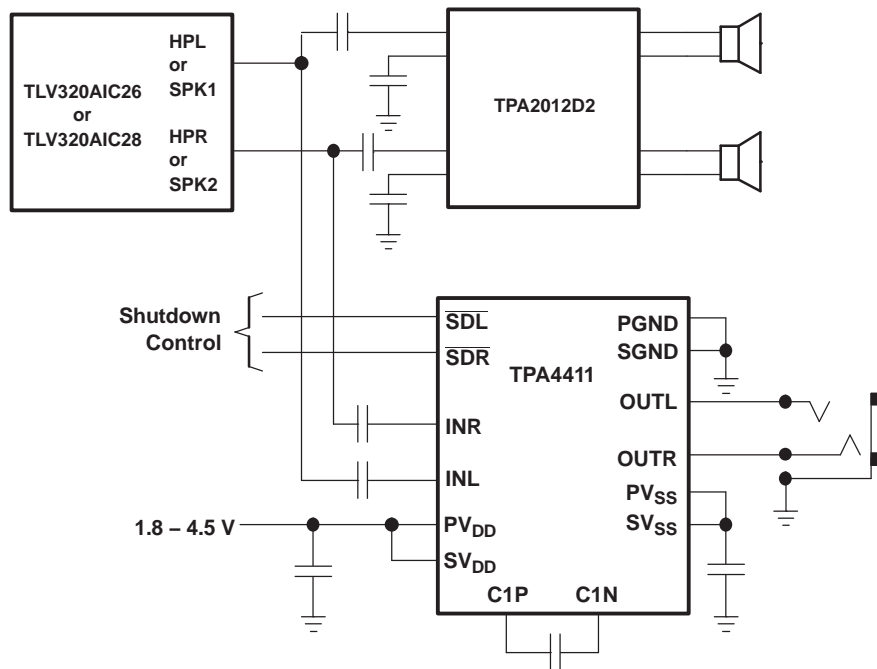 HPL
or
SPK1
TLV320AIC26
or
TLV320AIC28
HPR
or
SPK2
TPA2012D2
Shutdown
Control
SDL
SDR
TPA4411
PGND
SGND
OUTL
INR
OUTR
INL
PVSS
SVSS
1.8 – 4.5 V
PVDD
SVDD
C1P
C1N